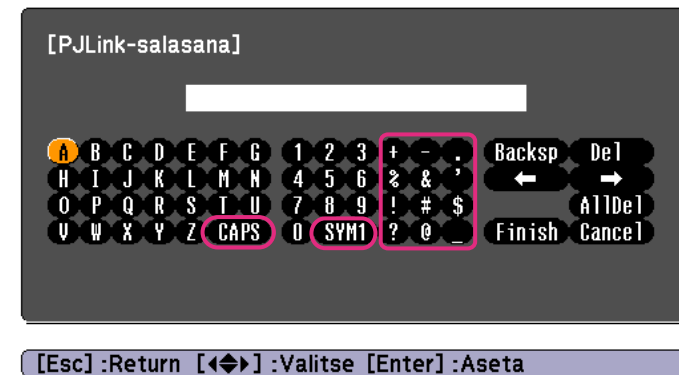 [PJLink-salasana]
A B C D E F G 1 2 3 + - . Backsp Del
H I J K L M N 4 5 6 % & ’ ← →
O P Q R S T U 7 8 9 ! # $ AllDel
V W X Y Z CAPS 0 SYM1 ? @ _ Finish Cancel
[Esc] :Return [◀◆▶] :Valitse [Enter] :Aseta